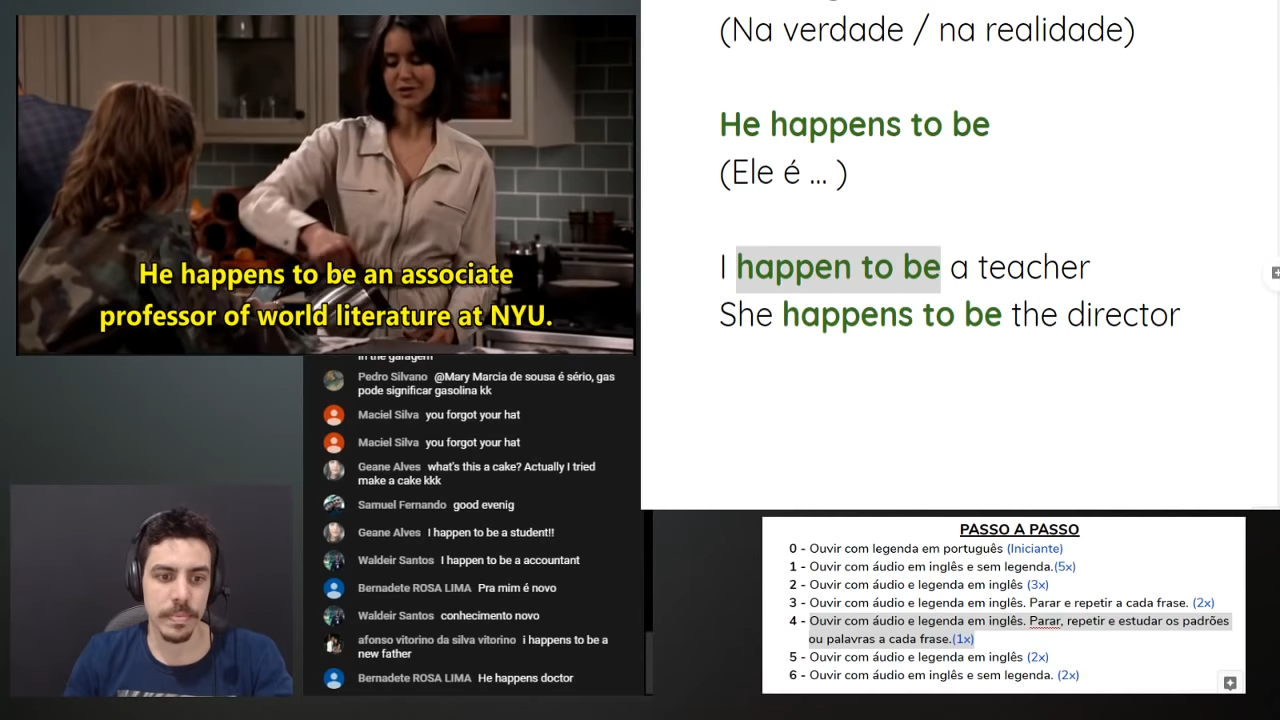 He happens to be an associate
professor of world literature at NYU.
(Na verdade / na realidade)
He happens to be
(Ele é ... )
I happen to be a teacher
She happens to be the director
in the garagem
Pedro Silvano @Mary Marcia de sousa é sério, gas
pode significar gasolina kk
Maciel Silva you forgot your hat
Maciel Silva you forgot your hat
Geane Alves what's this a cake? Actually I tried
make a cake kkk
Samuel Fernando good evenig
Geane Alves I happen to be a student!!
Waldeir Santos I happen to be a accountant
Bernadete ROSA LIMA Pra mim é novo
Waldeir Santos conhecimento novo
afonso vitorino da silva vitorino i happens to be a
new father
Bernadete ROSA LIMA He happens doctor
PASSO A PASSO
0 - Ouvir com legenda em português (Iniciante)
1 - Ouvir com áudio em inglês e sem legenda.(5x)
2 - Ouvir com áudio e legenda em inglês (3x)
3 - Ouvir com áudio e legenda em inglês. Parar e repetir a cada frase. (2x)
4 - Ouvir com áudio e legenda em inglês. Parar, repetir e estudar os padrões
ou palavras a cada frase.(1x)
5 - Ouvir com áudio e legenda em inglês (2x)
6 - Ouvir com áudio em inglês e sem legenda. (2x)